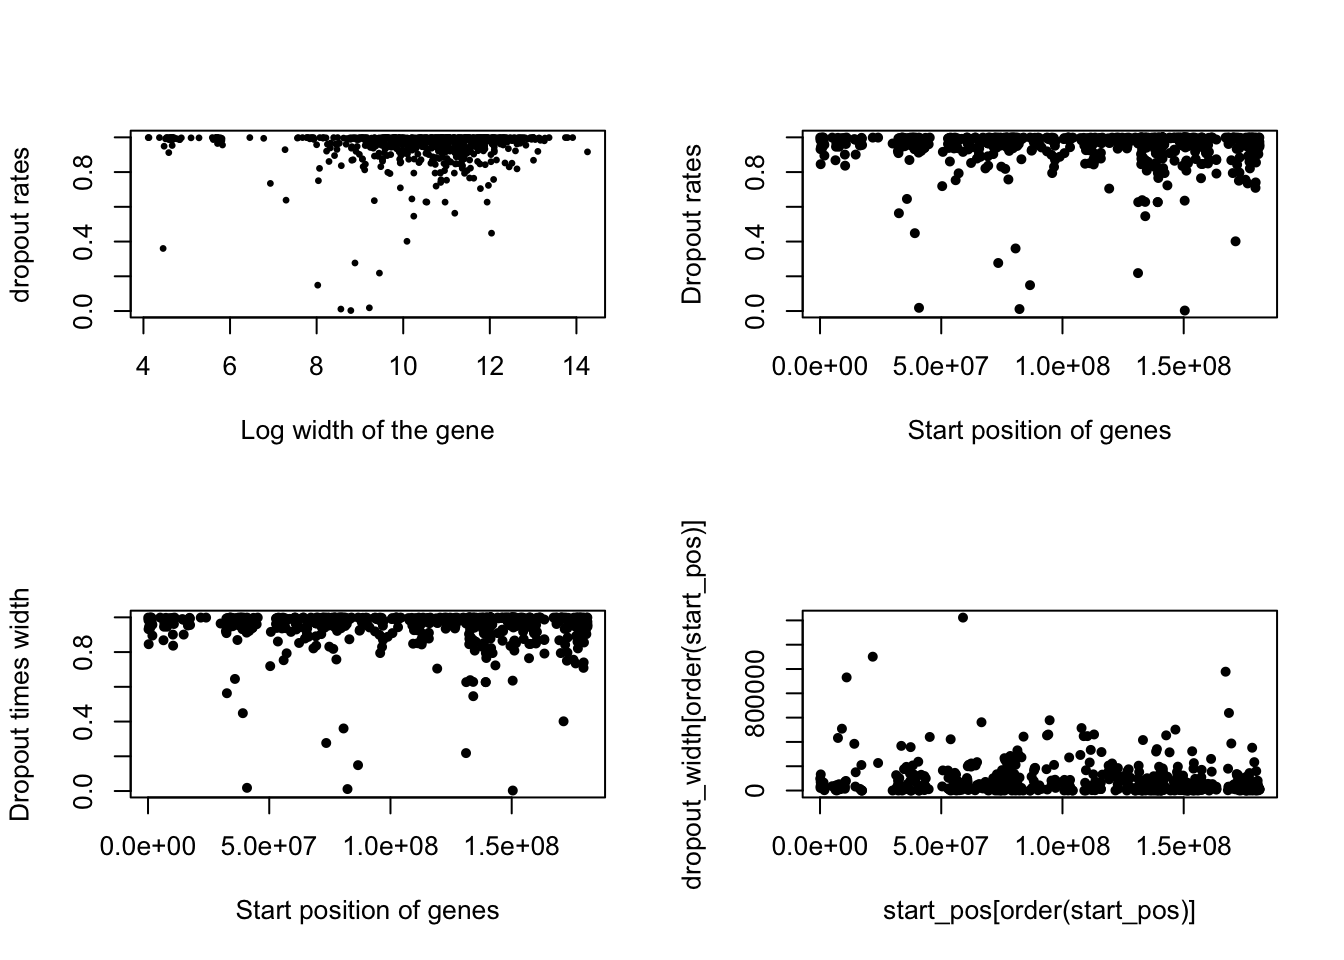 dropout rates
0.0 0.4 0.8
4 6 8 10 12 14
Log width of the gene
Dropout rates
0.0 0.4 0.8
0.0e+00 5.0e+07 1.0e+08 1.5e+08
Start position of genes
Dropout times width
0.0 0.4 0.8
0.0e+00 5.0e+07 1.0e+08 1.5e+08
Start position of genes
dropout_width[order(start_pos)]
0 800000
0.0e+00 5.0e+07 1.0e+08 1.5e+08
start_pos[order(start_pos)]